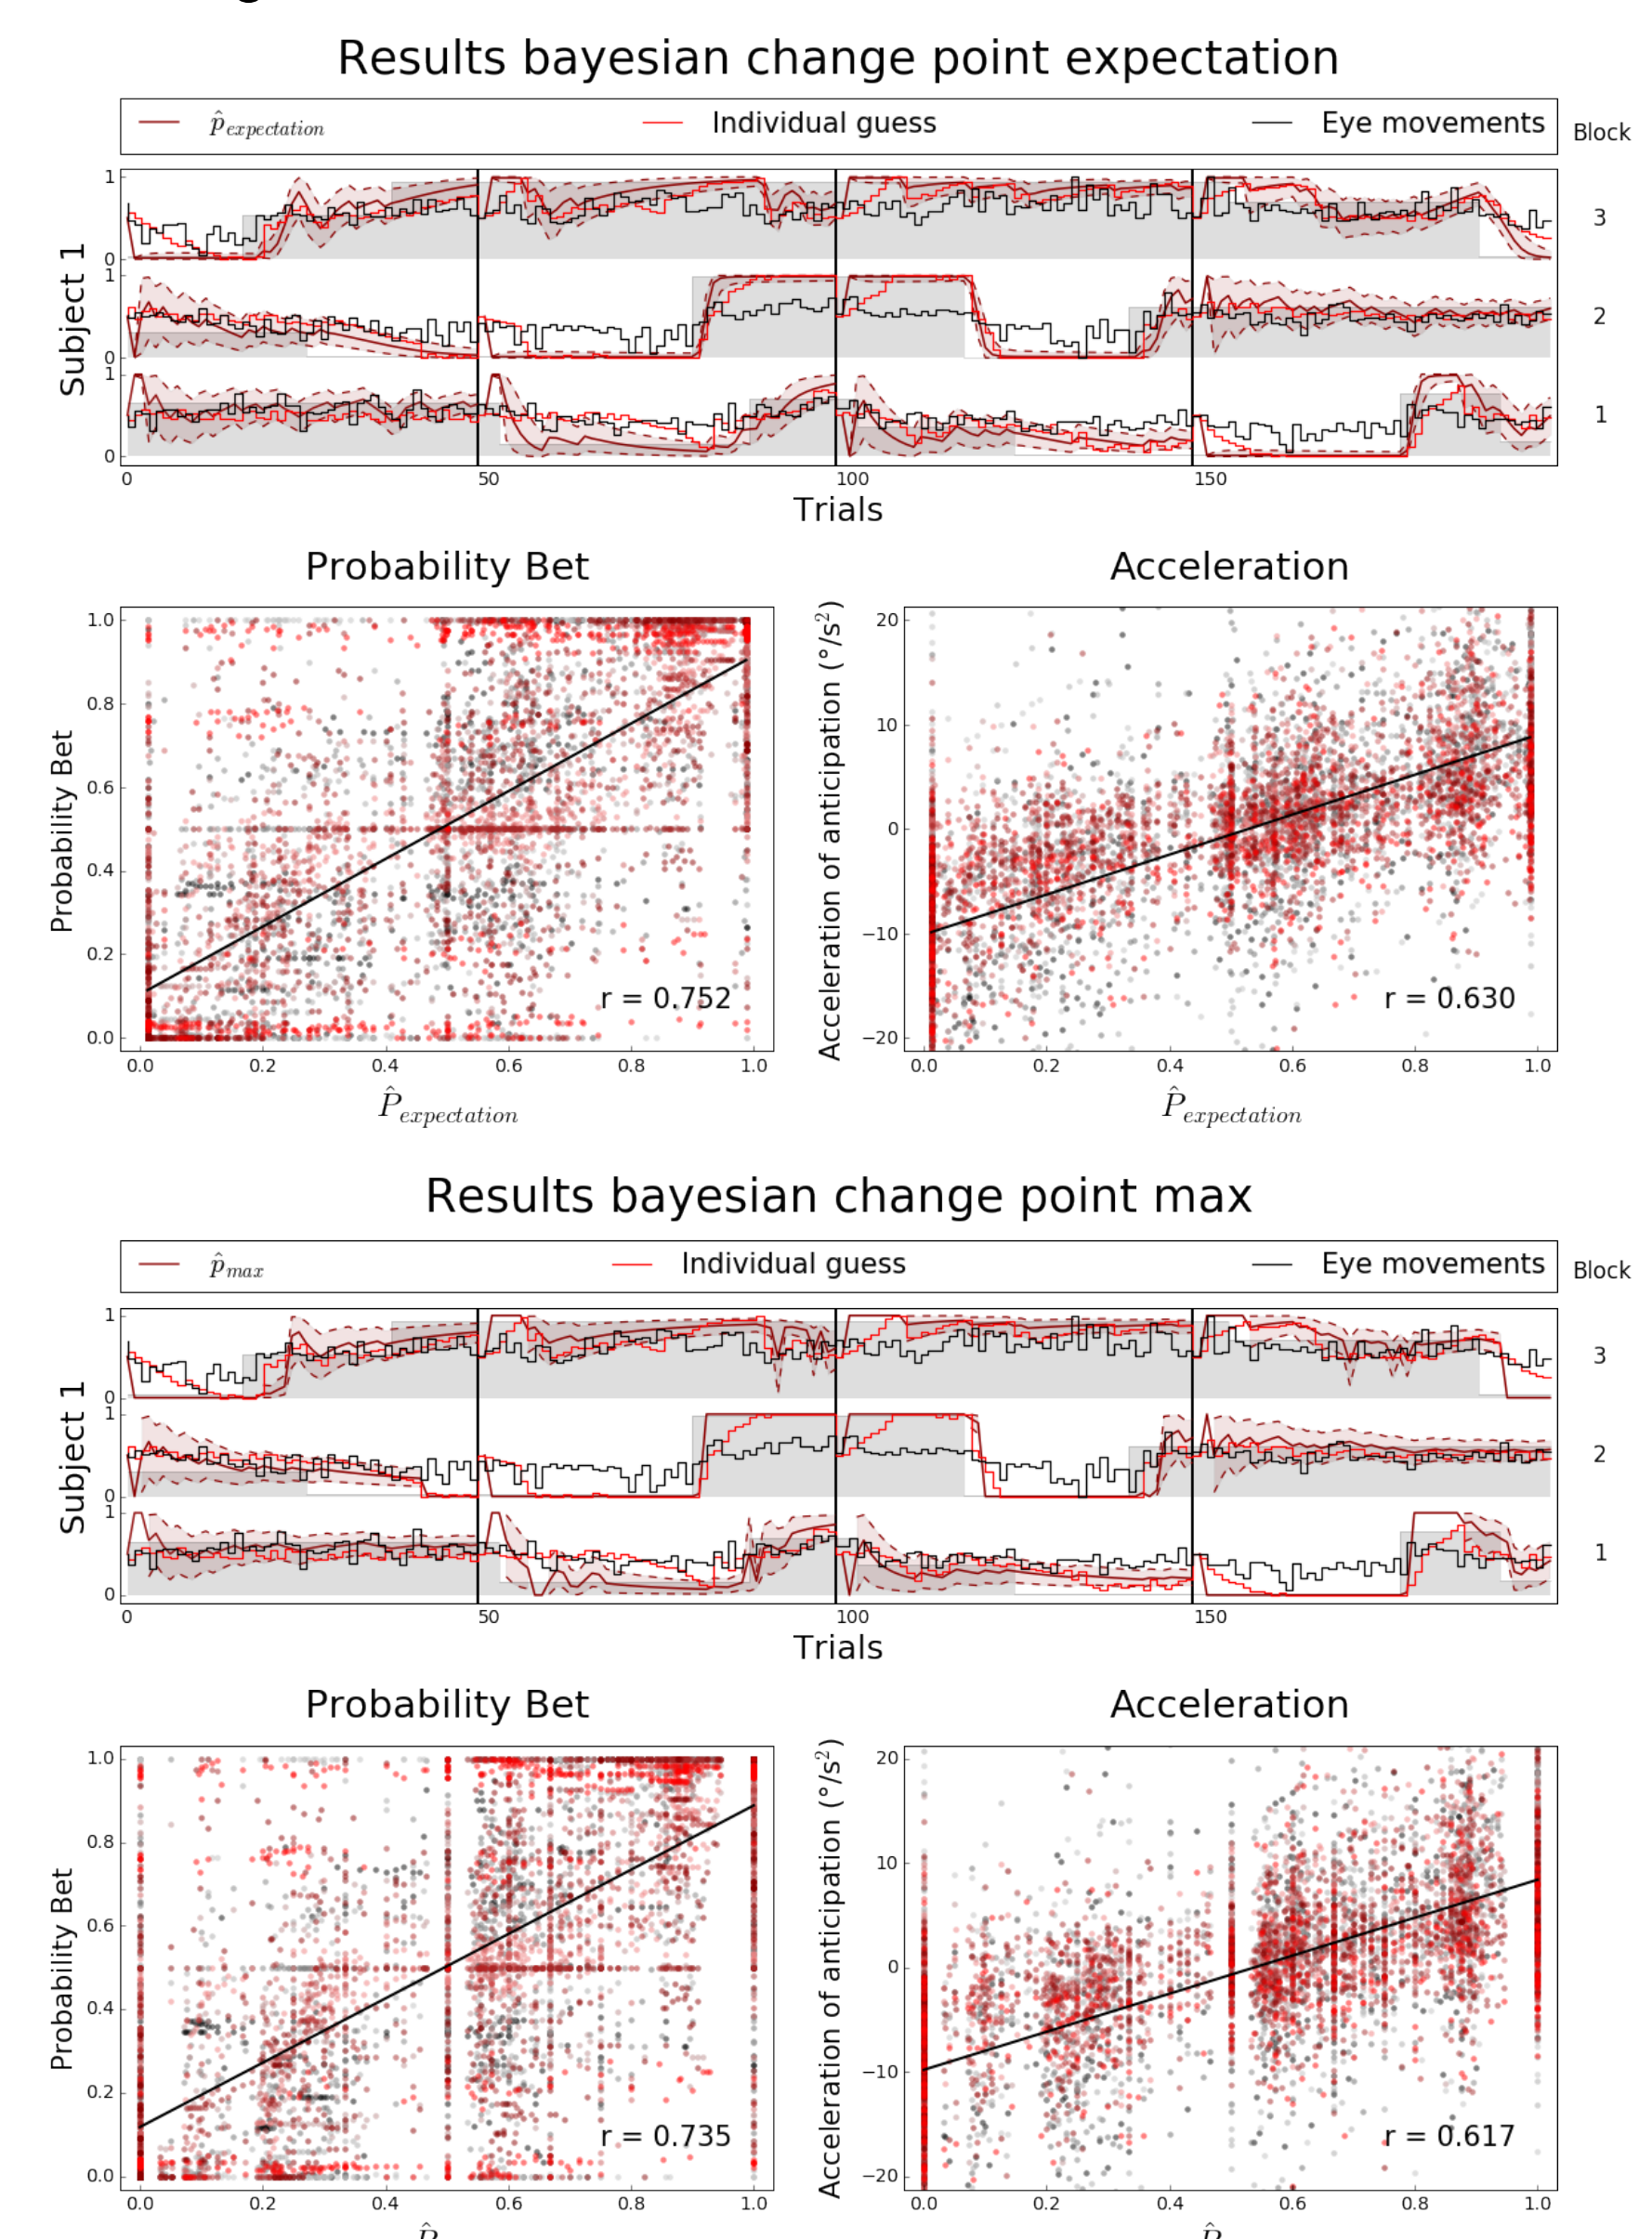 Results bayesian change point expectation
p̂expectation Individual guess Eye movements Block
1
0 3
Subject 1
1
0 2
1
0 1
0 50 100 150
Trials
Probability Bet Acceleration
Probability Bet
1.0
0.8
0.6
0.4
0.2
0.0
r = 0.752
0.0 0.2 0.4 0.6 0.8 1.0
P̂expectation
Acceleration of anticipation (°/s²)
20
10
0
−10
−20
r = 0.630
0.0 0.2 0.4 0.6 0.8 1.0
P̂expectation
Results bayesian change point max
p̂max Individual guess Eye movements Block
1
0 3
Subject 1
1
0 2
1
0 1
0 50 100 150
Trials
Probability Bet Acceleration
Probability Bet
1.0
0.8
0.6
0.4
0.2
0.0
r = 0.735
0.0 0.2 0.4 0.6 0.8 1.0
Acceleration of anticipation (°/s²)
20
10
0
−10
−20
r = 0.617
0.0 0.2 0.4 0.6 0.8 1.0